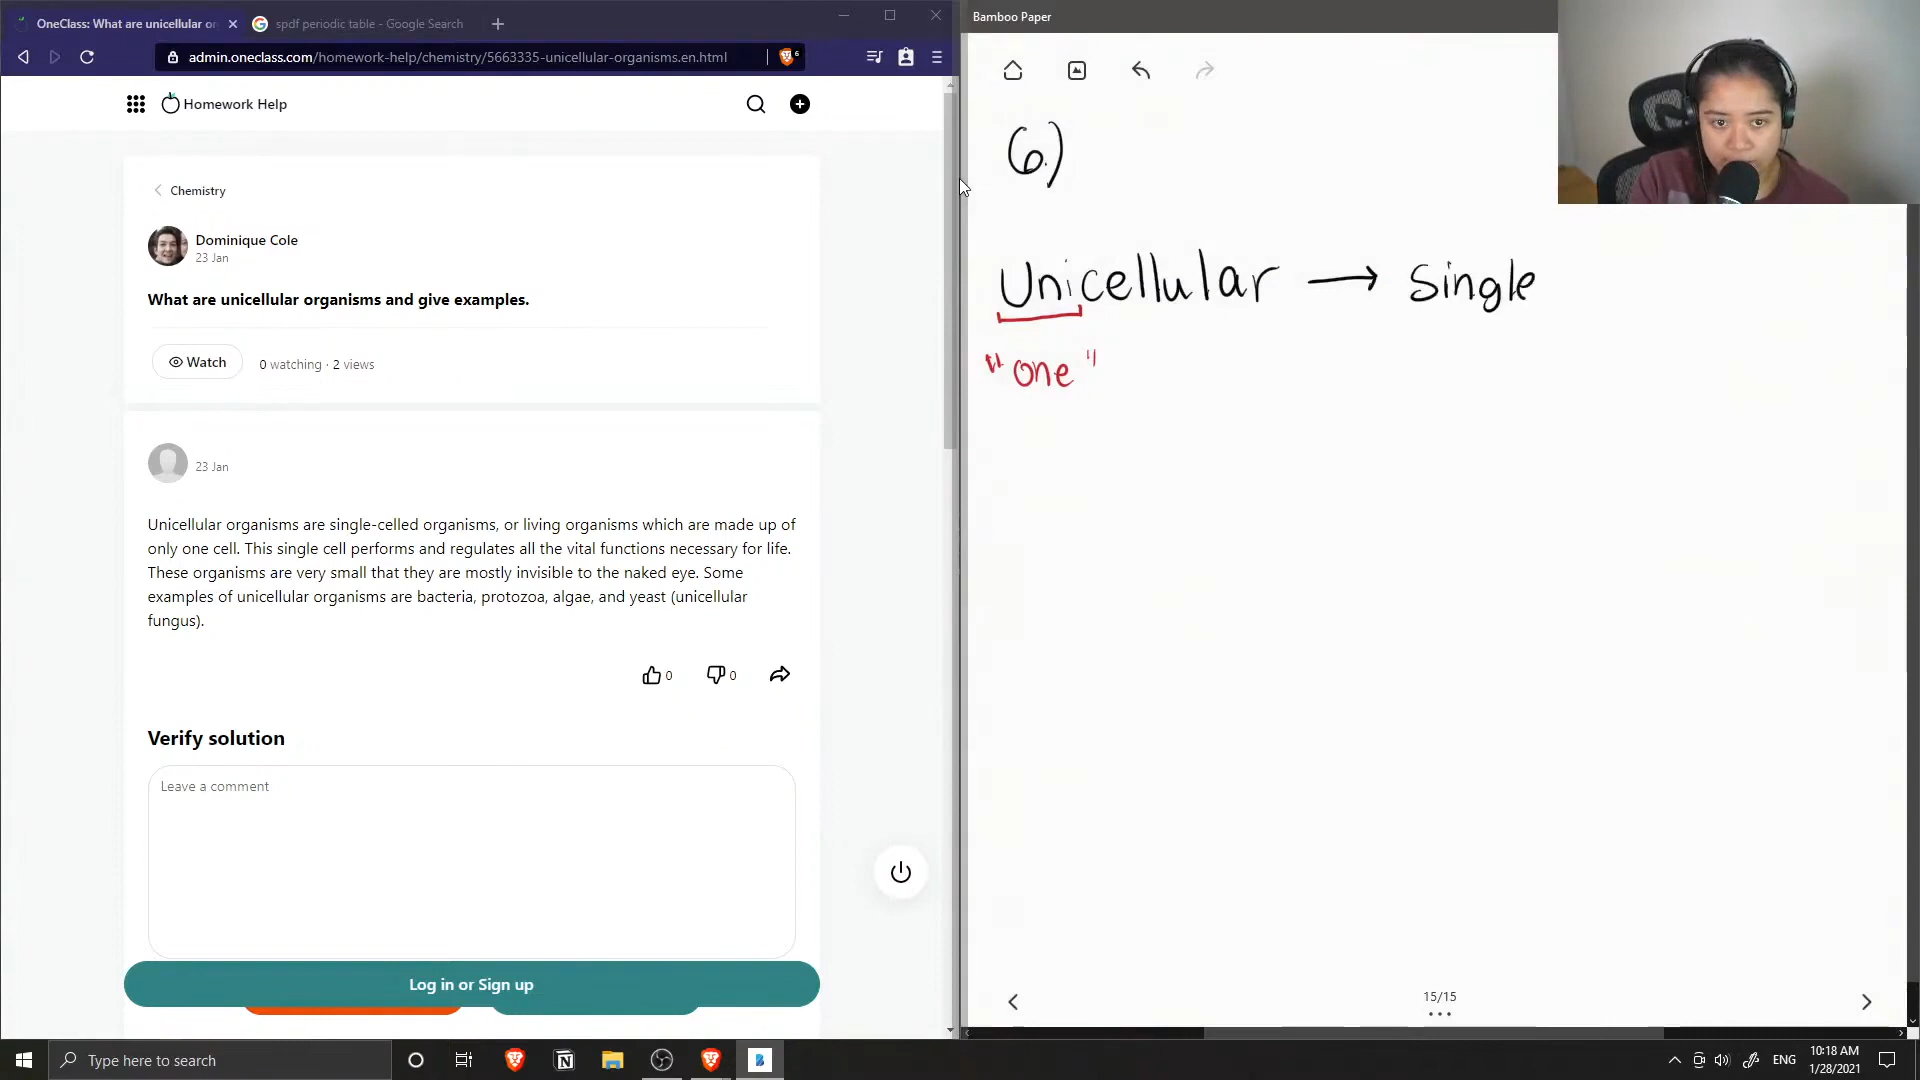 OneClass: What are unicellular or
spdf periodic table - Google Search
admin.oneclass.com/homework-help/chemistry/5663335-unicellular-organisms.en.html
6
Homework Help
Chemistry
Dominique Cole
23 Jan
What are unicellular organisms and give examples.
Watch
0 watching · 2 views
23 Jan
Unicellular organisms are single-celled organisms, or living organisms which are made up of
only one cell. This single cell performs and regulates all the vital functions necessary for life.
These organisms are very small that they are mostly invisible to the naked eye. Some
examples of unicellular organisms are bacteria, protozoa, algae, and yeast (unicellular
fungus).
0
0
Verify solution
Leave a comment
Log in or Sign up
Bamboo Paper
6.)
Unicellular → Single
"one"
15/15
Type here to search
ENG
10:18 AM
1/28/2021